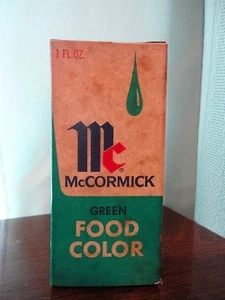 1 FL. OZ.
Mc
®
McCORMICK
GREEN
FOOD
COLOR